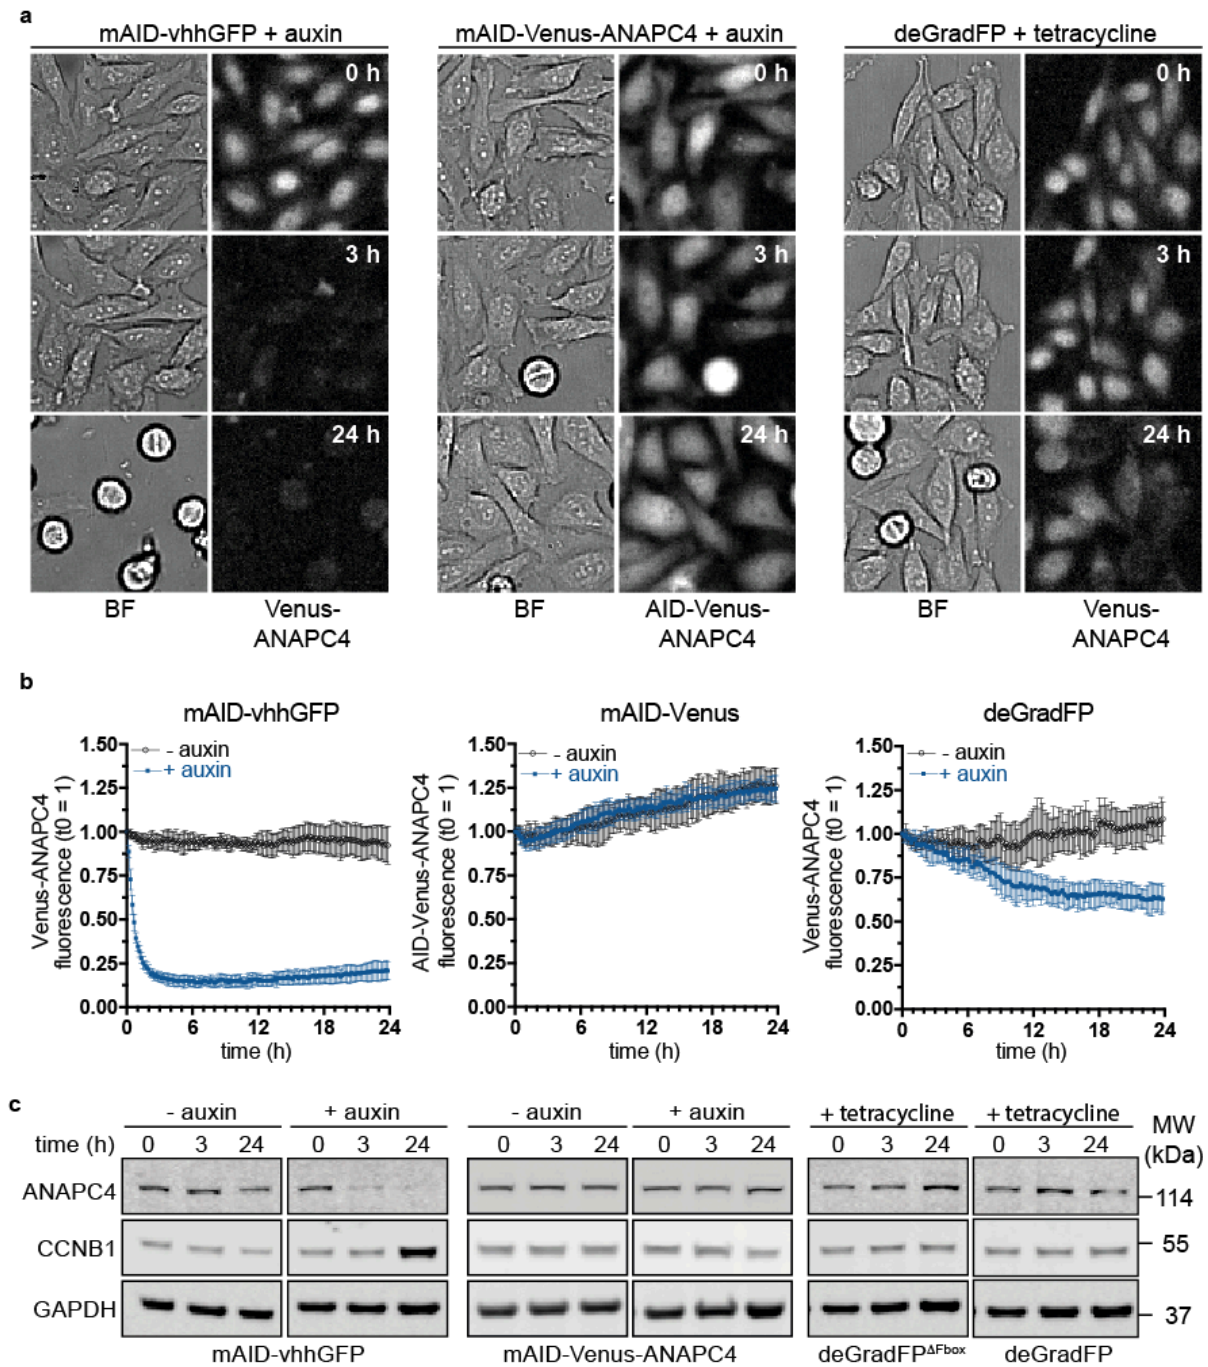 a
mAID-vhhGFP + auxin
mAID-Venus-ANAPC4 + auxin
deGradFP + tetracycline
0 h
0 h
0 h
3 h
3 h
3 h
24 h
24 h
24 h
BF
Venus-
ANAPC4
BF
AID-Venus-
ANAPC4
BF
Venus-
ANAPC4
b
mAID-vhhGFP
Venus-ANAPC4
fluorescence (t0 = 1)
1.50
1.25
1.00
0.75
0.50
0.25
0.00
- auxin
+ auxin
0 6 12 18 24
time (h)
mAID-Venus
AID-Venus-ANAPC4
fluorescence (t0 = 1)
1.50
1.25
1.00
0.75
0.50
0.25
0.00
- auxin
+ auxin
0 6 12 18 24
time (h)
deGradFP
Venus-ANAPC4
fluorescence (t0 = 1)
1.50
1.25
1.00
0.75
0.50
0.25
0.00
- auxin
+ auxin
0 6 12 18 24
time (h)
c
- auxin + auxin - auxin + auxin + tetracycline + tetracycline
MW
(kDa)
time (h) 0 3 24 0 3 24 0 3 24 0 3 24 0 3 24 0 3 24
ANAPC4
114
CCNB1
55
GAPDH
37
mAID-vhhGFP mAID-Venus-ANAPC4 deGradFPΔFbox deGradFP